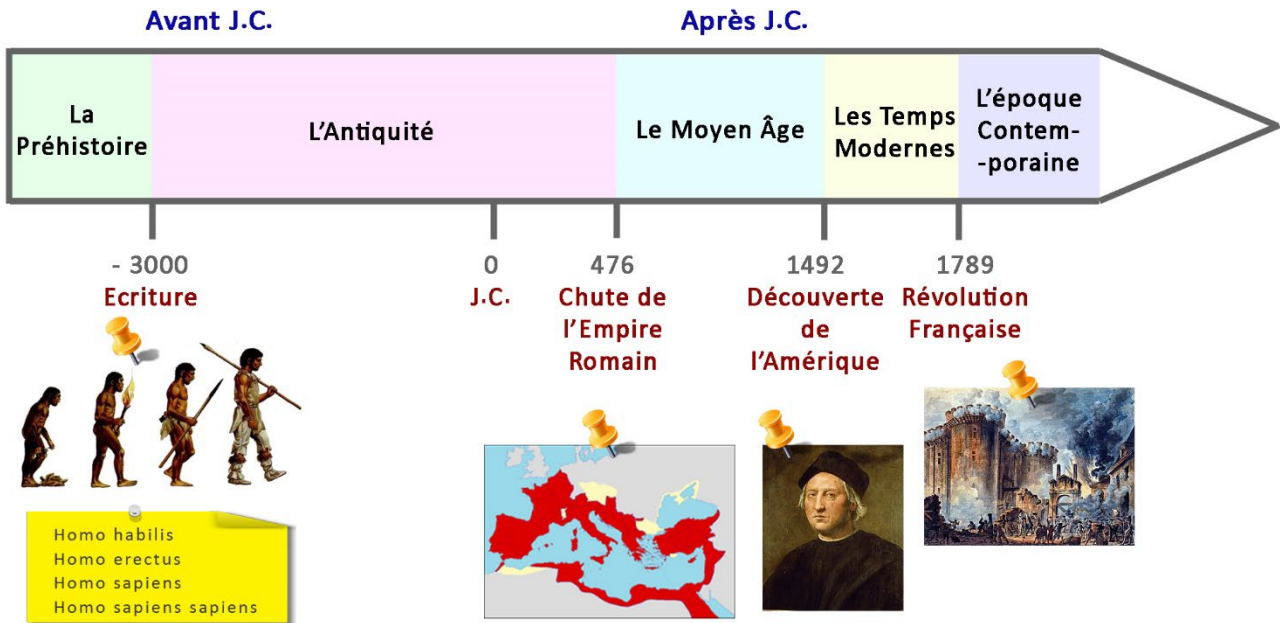 Avant J.C.
Après J.C.
La
Préhistoire
L'Antiquité
Le Moyen Âge
Les Temps
Modernes
L'époque
Contem-
-poraine
- 3000
Ecriture
0
J.C.
476
Chute de
l'Empire
Romain
1492
Découverte
de
l'Amérique
1789
Révolution
Française
Homo habilis
Homo erectus
Homo sapiens
Homo sapiens sapiens